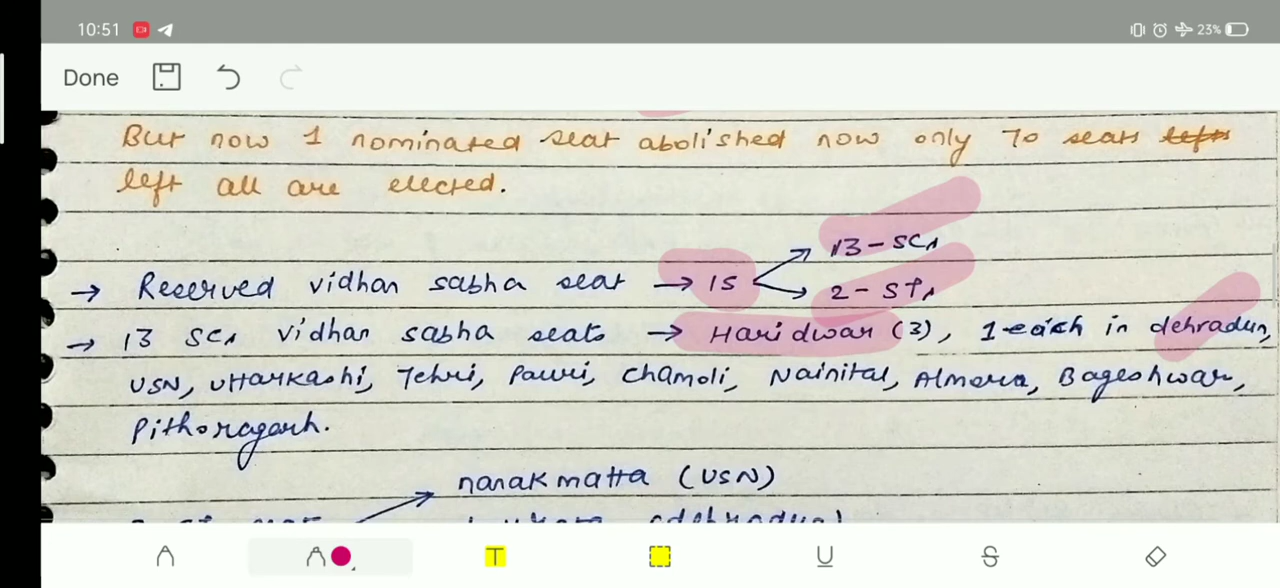 10:51
23%
Done
But now 1 nominated seat abolished now only 70 seats left
left all are elected.
13-SCs
→ Reserved vidhan sabha seat → 15
2-STs
→ 13 SCs vidhan sabha seats → Haridwar (3), 1 each in dehradun,
USN, uttarkashi, Tehri, Pauri, Chamoli, Nainital, Almora, Bageshwar,
Pithoragarh.
nanakmatta (USN)
T
U
S